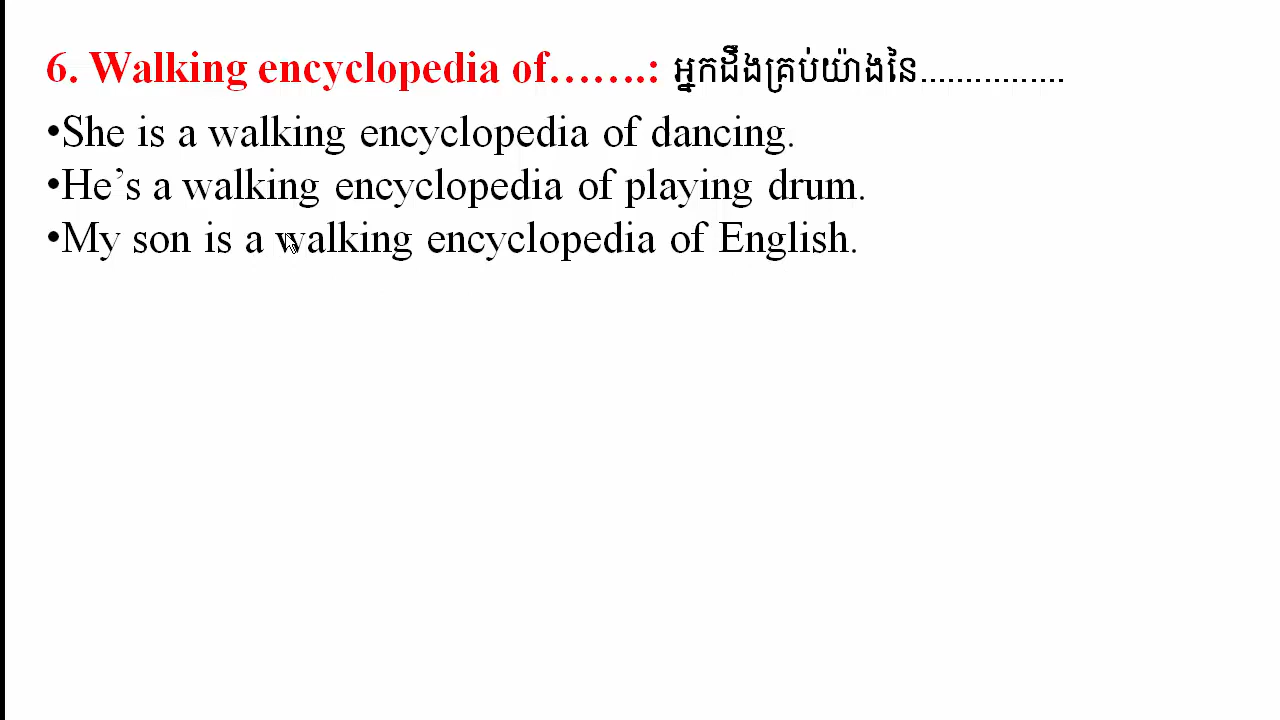 6. Walking encyclopedia of…….: អ្នកដឹងគ្រប់យ៉ាងនៃ................
•She is a walking encyclopedia of dancing.
•He’s a walking encyclopedia of playing drum.
•My son is a walking encyclopedia of English.